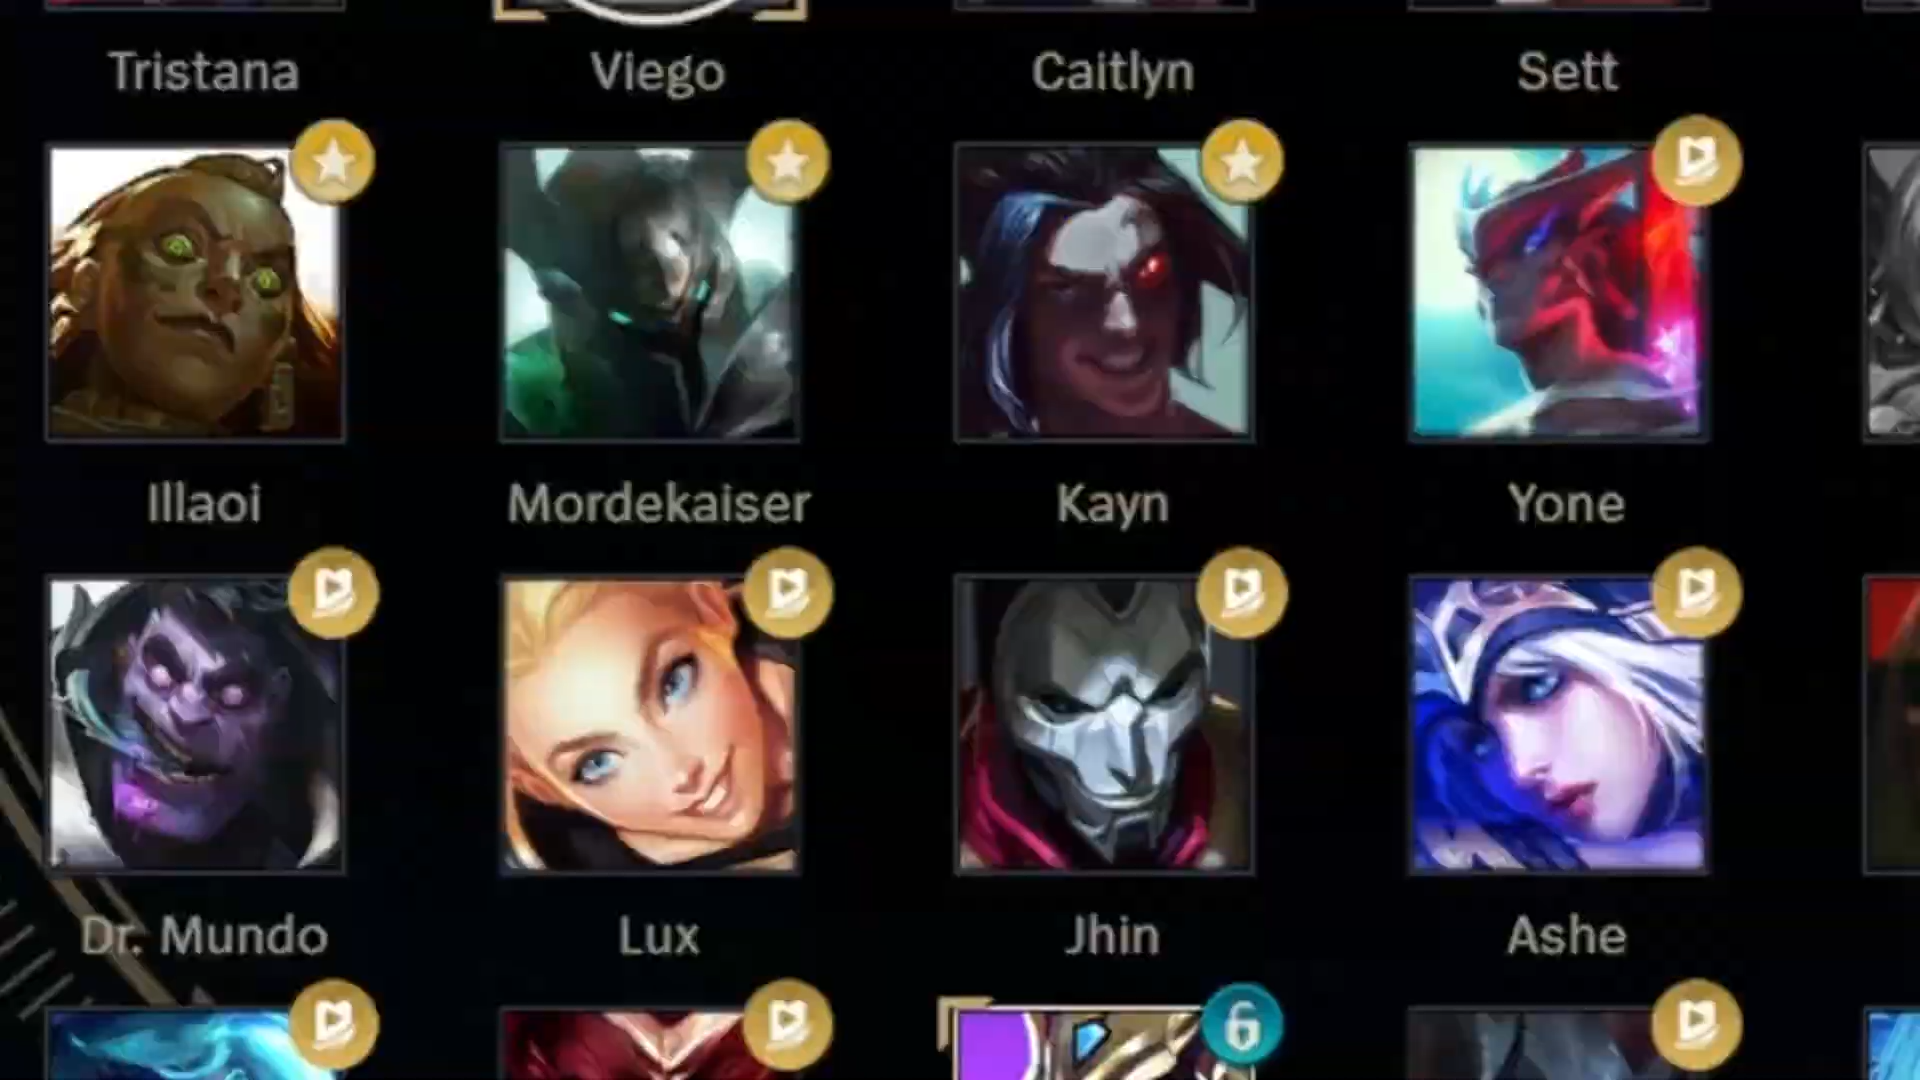 Tristana Viego Caitlyn Sett
Illaoi Mordekaiser Kayn Yone
Dr. Mundo Lux Jhin Ashe